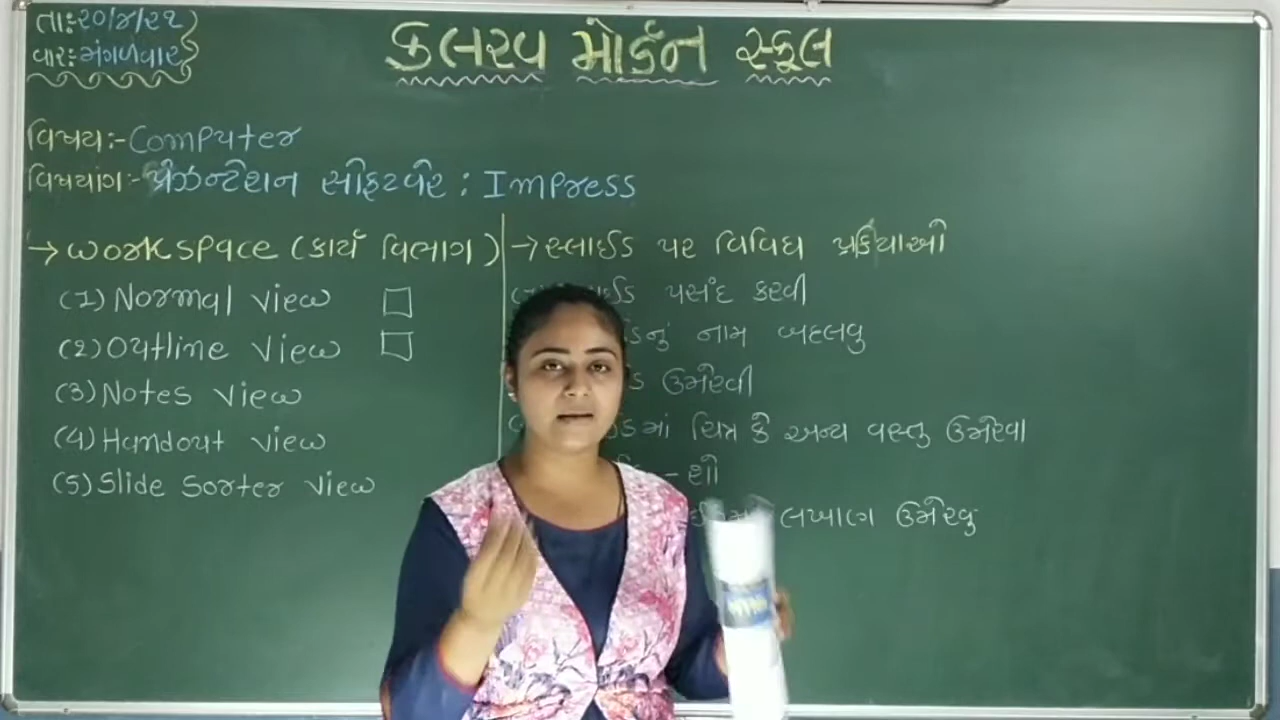 તા:૨૦/૪/૨૧
વાર:મંગળવાર
કલરવ મોર્ડન સ્કૂલ
વિષય:-Computer
વિષયાંગ:-પ્રેઝન્ટેશન સોફ્ટવેર : Impress
→ workspace (કાર્ય વિભાગ)
(1) Normal View
(2) Outline View
(3) Notes View
(4) Handout View
(5) Slide Sorter View
→ સ્લાઈડ પર વિવિધ પ્રક્રિયાઓ
પસંદ કરવી
નામ બદલવુ
ઉમેરવી
ચિત્ર કે અન્ય વસ્તુ ઉમેરવા
- શો
લખાણ ઉમેરવુ